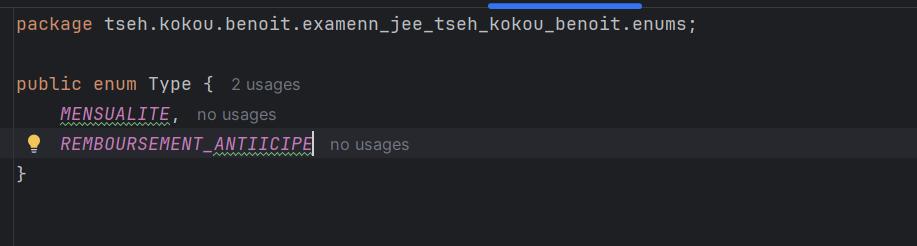 package tseh.kokou.benoit.examenn_jee_tseh_kokou_benoit.enums;
public enum Type { 2 usages
MENSUALITE, no usages
REMBOURSEMENT_ANTIICIPE no usages
}